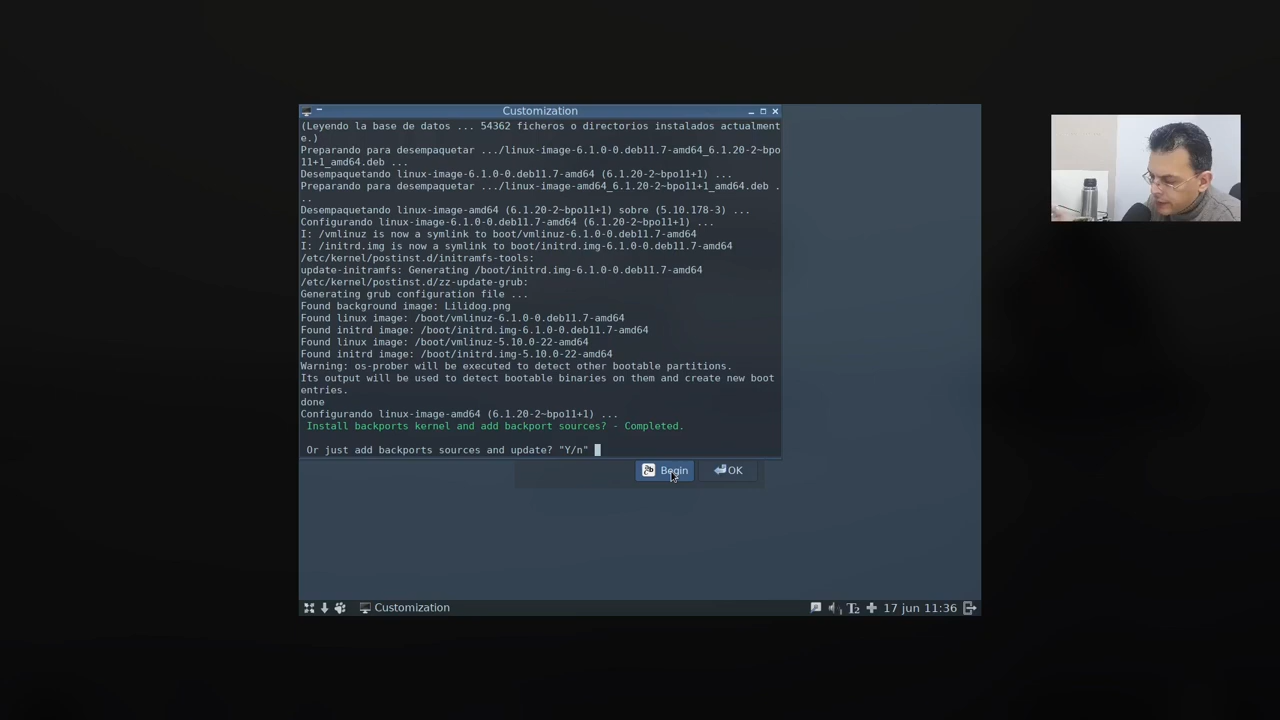 Customization
(Leyendo la base de datos ... 54362 ficheros o directorios instalados actualment
e.)
Preparando para desempaquetar .../linux-image-6.1.0-0.deb11.7-amd64_6.1.20-2~bpo
11+1_amd64.deb ...
Desempaquetando linux-image-6.1.0-0.deb11.7-amd64 (6.1.20-2~bpo11+1) ...
Preparando para desempaquetar .../linux-image-amd64_6.1.20-2~bpo11+1_amd64.deb .
..
Desempaquetando linux-image-amd64 (6.1.20-2~bpo11+1) sobre (5.10.178-3) ...
Configurando linux-image-6.1.0-0.deb11.7-amd64 (6.1.20-2~bpo11+1) ...
I: /vmlinuz is now a symlink to boot/vmlinuz-6.1.0-0.deb11.7-amd64
I: /initrd.img is now a symlink to boot/initrd.img-6.1.0-0.deb11.7-amd64
/etc/kernel/postinst.d/initramfs-tools:
update-initramfs: Generating /boot/initrd.img-6.1.0-0.deb11.7-amd64
/etc/kernel/postinst.d/zz-update-grub:
Generating grub configuration file ...
Found background image: Lilidog.png
Found linux image: /boot/vmlinuz-6.1.0-0.deb11.7-amd64
Found initrd image: /boot/initrd.img-6.1.0-0.deb11.7-amd64
Found linux image: /boot/vmlinuz-5.10.0-22-amd64
Found initrd image: /boot/initrd.img-5.10.0-22-amd64
Warning: os-prober will be executed to detect other bootable partitions.
Its output will be used to detect bootable binaries on them and create new boot
entries.
done
Configurando linux-image-amd64 (6.1.20-2~bpo11+1) ...
Install backports kernel and add backport sources? - Completed.
Or just add backports sources and update? "Y/n"
Begin
OK
Customization
T2
17 jun 11:36